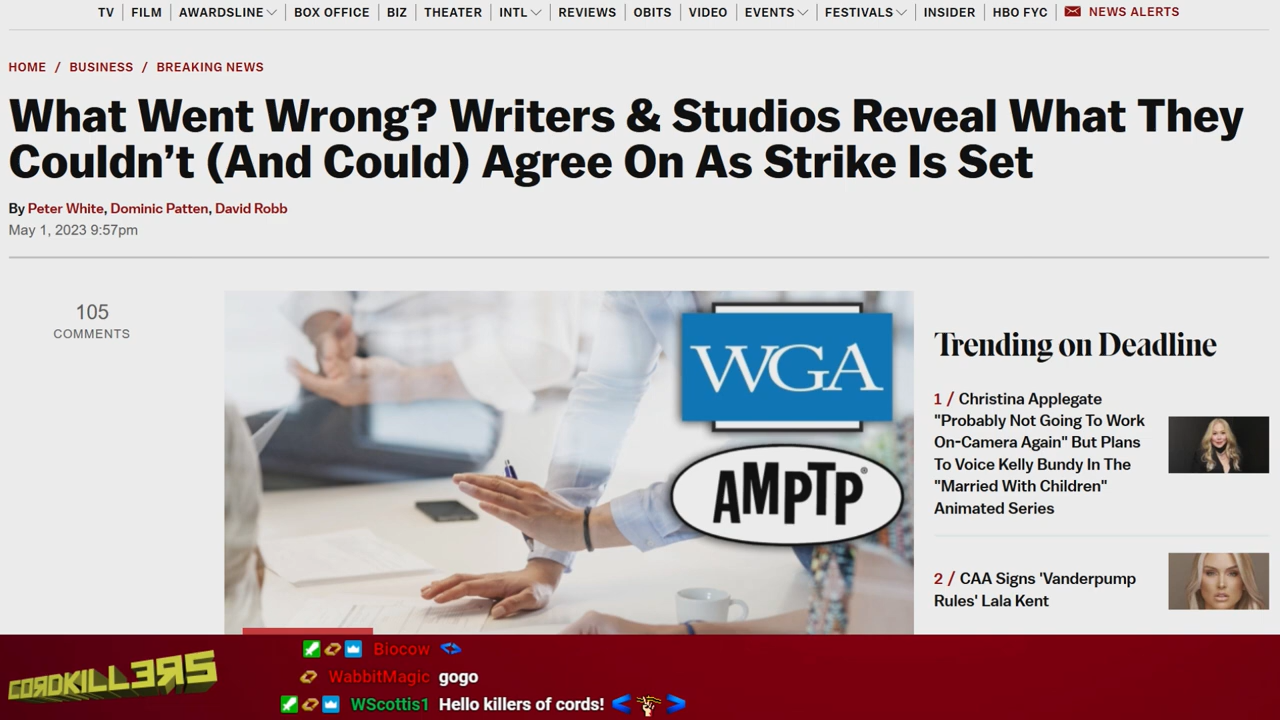 TV FILM AWARDSLINE BOX OFFICE BIZ THEATER INTL REVIEWS OBITS VIDEO EVENTS FESTIVALS INSIDER HBO FYC NEWS ALERTS
HOME / BUSINESS / BREAKING NEWS
What Went Wrong? Writers & Studios Reveal What They
Couldn’t (And Could) Agree On As Strike Is Set
By Peter White, Dominic Patten, David Robb
May 1, 2023 9:57pm
105
COMMENTS
WGA
AMPTP®
Trending on Deadline
1 / Christina Applegate
"Probably Not Going To Work
On-Camera Again" But Plans
To Voice Kelly Bundy In The
"Married With Children"
Animated Series
2 / CAA Signs 'Vanderpump
Rules' Lala Kent
CORDKILLERS
Biocow
WabbitMagic gogo
WScottis1 Hello killers of cords!